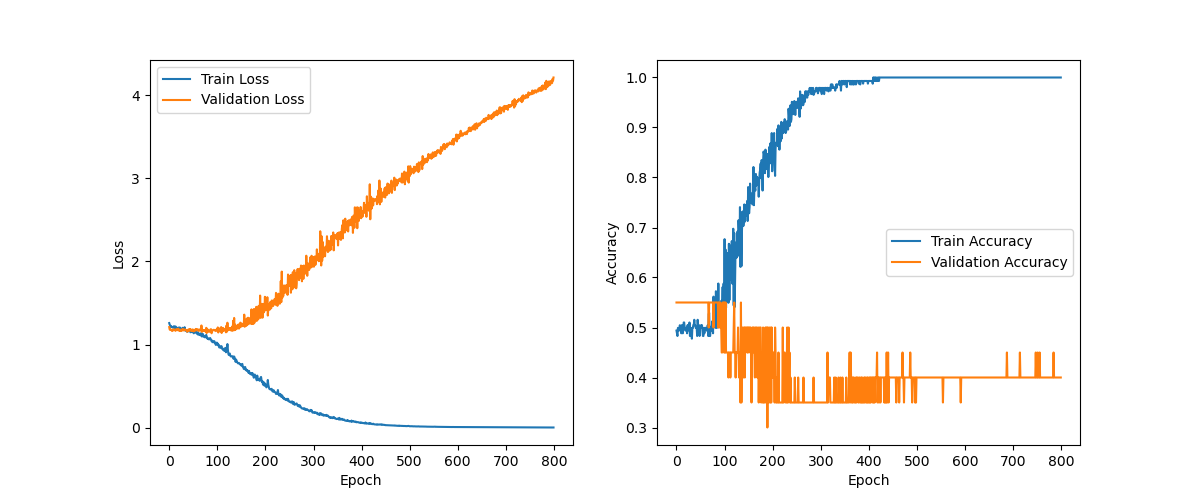 Train Loss
Validation Loss
4
3
2
1
0
Loss
0 100 200 300 400 500 600 700 800
Epoch
1.0
0.9
0.8
0.7
0.6
0.5
0.4
0.3
Accuracy
Train Accuracy
Validation Accuracy
0 100 200 300 400 500 600 700 800
Epoch